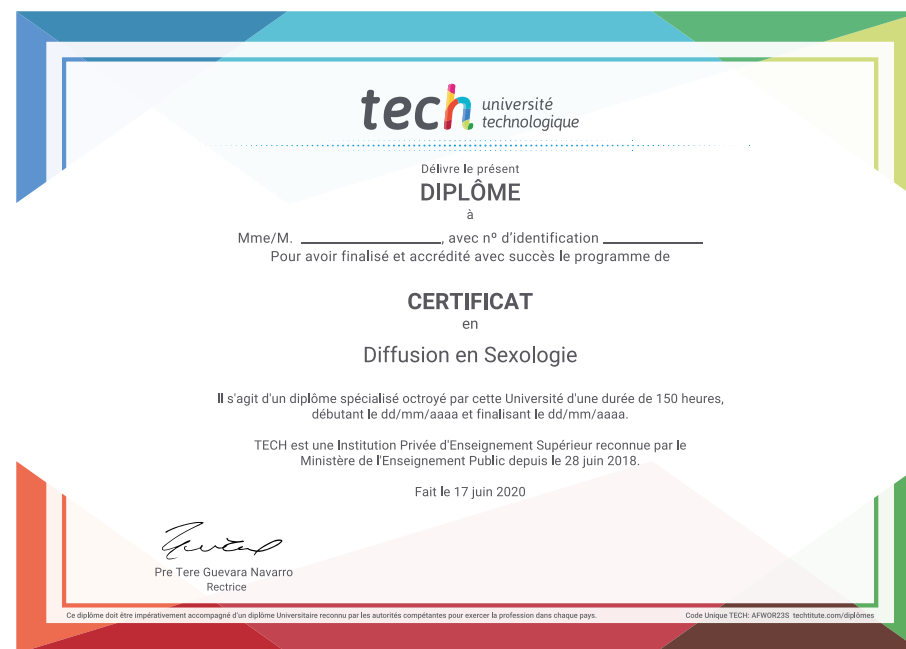 tech université
technologique
Délivre le présent
DIPLÔME
à
Mme/M. ____________________, avec nº d'identification ______________
Pour avoir finalisé et accrédité avec succès le programme de
CERTIFICAT
en
Diffusion en Sexologie
Il s'agit d'un diplôme spécialisé octroyé par cette Université d'une durée de 150 heures,
débutant le dd/mm/aaaa et finalisant le dd/mm/aaaa.
TECH est une Institution Privée d'Enseignement Supérieur reconnue par le
Ministère de l'Enseignement Public depuis le 28 juin 2018.
Fait le 17 juin 2020
Pre Tere Guevara Navarro
Rectrice
Ce diplôme doit être impérativement accompagné d'un diplôme Universitaire reconnu par les autorités compétantes pour exercer la profession dans chaque pays.
Code Unique TECH: AFWOR23S techtitute.com/diplômes